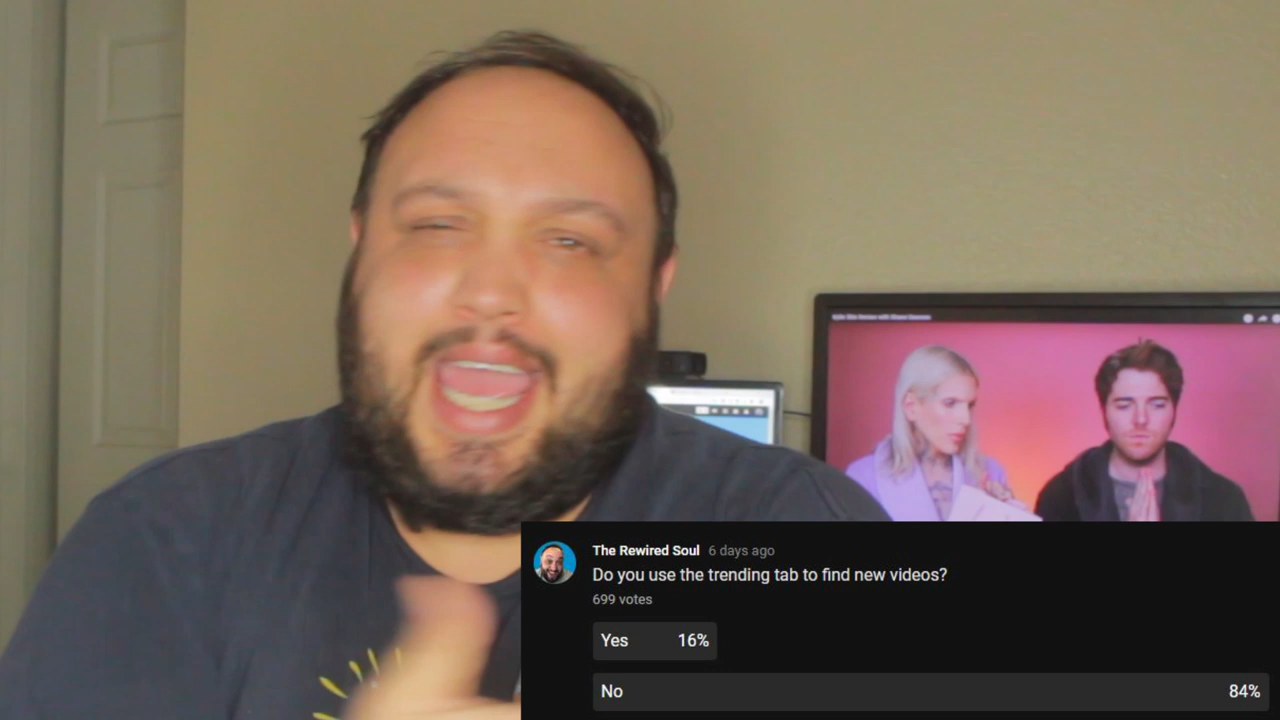 The Rewired Soul 6 days ago
Do you use the trending tab to find new videos?
699 votes
Yes 16%
No 84%